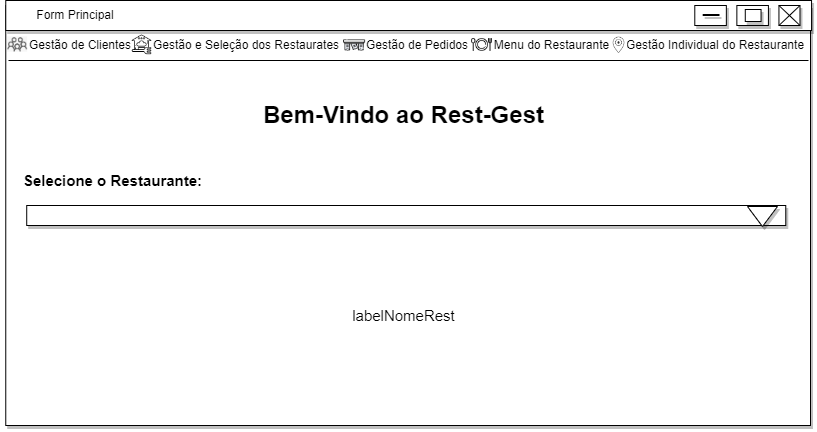 Form Principal
Gestão de Clientes Gestão e Seleção dos Restaurates Gestão de Pedidos Menu do Restaurante Gestão Individual do Restaurante
Bem-Vindo ao Rest-Gest
Selecione o Restaurante:
labelNomeRest